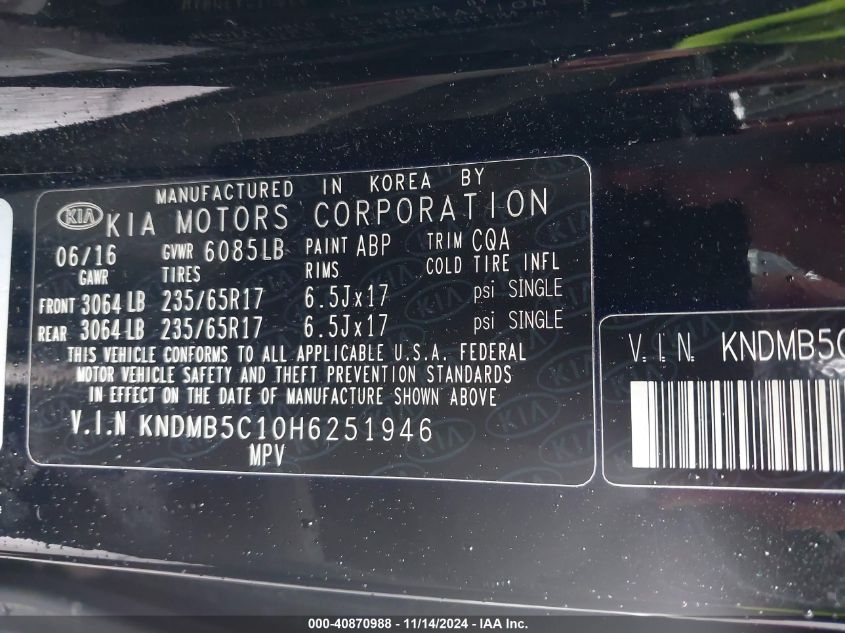 MANUFACTURED IN KOREA BY
KIA KIA MOTORS CORPORATION
06/16 GVWR 6085LB PAINT ABP TRIM CQA
GAWR TIRES RIMS COLD TIRE INFL
FRONT 3064 LB 235/65R17 6.5Jx17 psi SINGLE
REAR 3064 LB 235/65R17 6.5Jx17 psi SINGLE
THIS VEHICLE CONFORMS TO ALL APPLICABLE U.S.A. FEDERAL
MOTOR VEHICLE SAFETY AND THEFT PREVENTION STANDARDS
IN EFFECT ON THE DATE OF MANUFACTURE SHOWN ABOVE
V.I.N KNDMB5C10H6251946
MPV
V.I.N. KNDMB5C
000-40870988 - 11/14/2024 - IAA Inc.